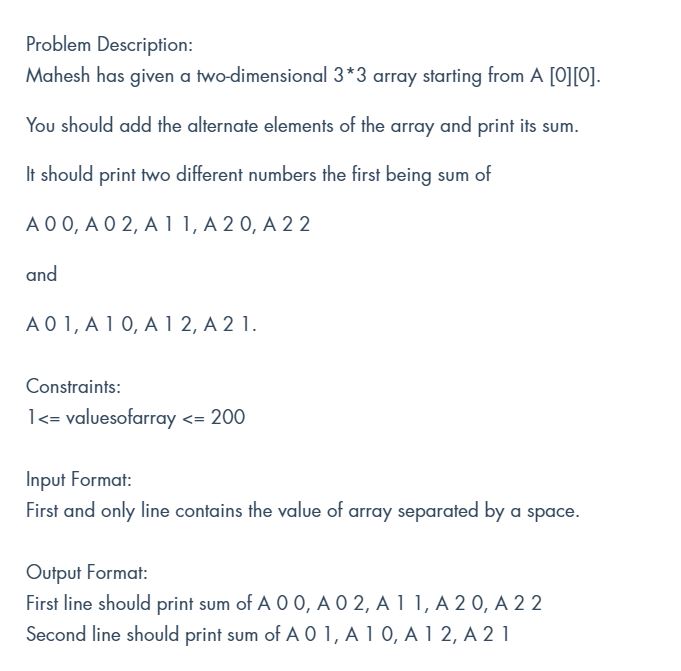 Problem Description:
Mahesh has given a two-dimensional 3*3 array starting from A [0][0].
You should add the alternate elements of the array and print its sum.
It should print two different numbers the first being sum of
A 0 0, A 0 2, A 1 1, A 2 0, A 2 2
and
A 0 1, A 1 0, A 1 2, A 2 1.
Constraints:
1<= valuesofarray <= 200
Input Format:
First and only line contains the value of array separated by a space.
Output Format:
First line should print sum of A 0 0, A 0 2, A 1 1, A 2 0, A 2 2
Second line should print sum of A 0 1, A 1 0, A 1 2, A 2 1